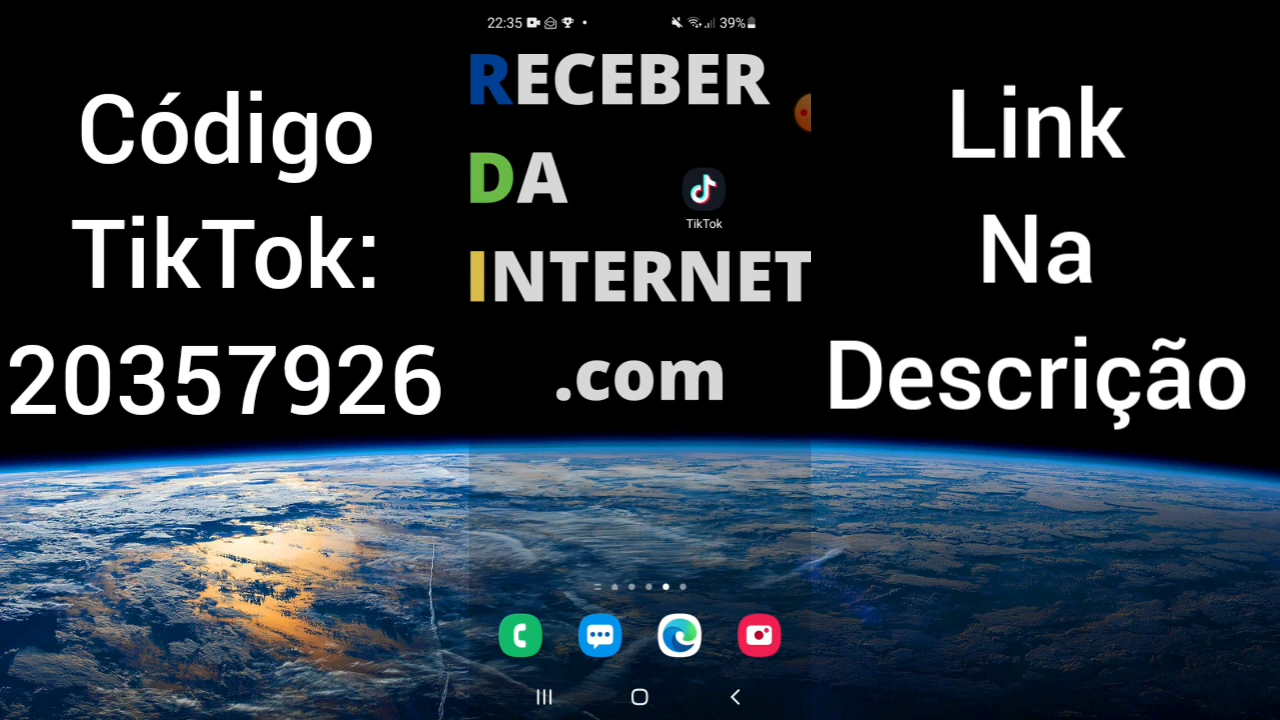 22:35
39%
Código
TikTok:
20357926
RECEBER
DA
INTERNET
.com
TikTok
Link
Na
Descrição